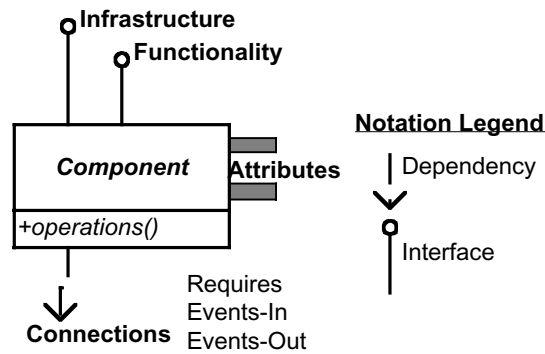 Infrastructure
Functionality
Component
Attributes
+operations()
Connections
Requires
Events-In
Events-Out
Notation Legend
Dependency
Interface